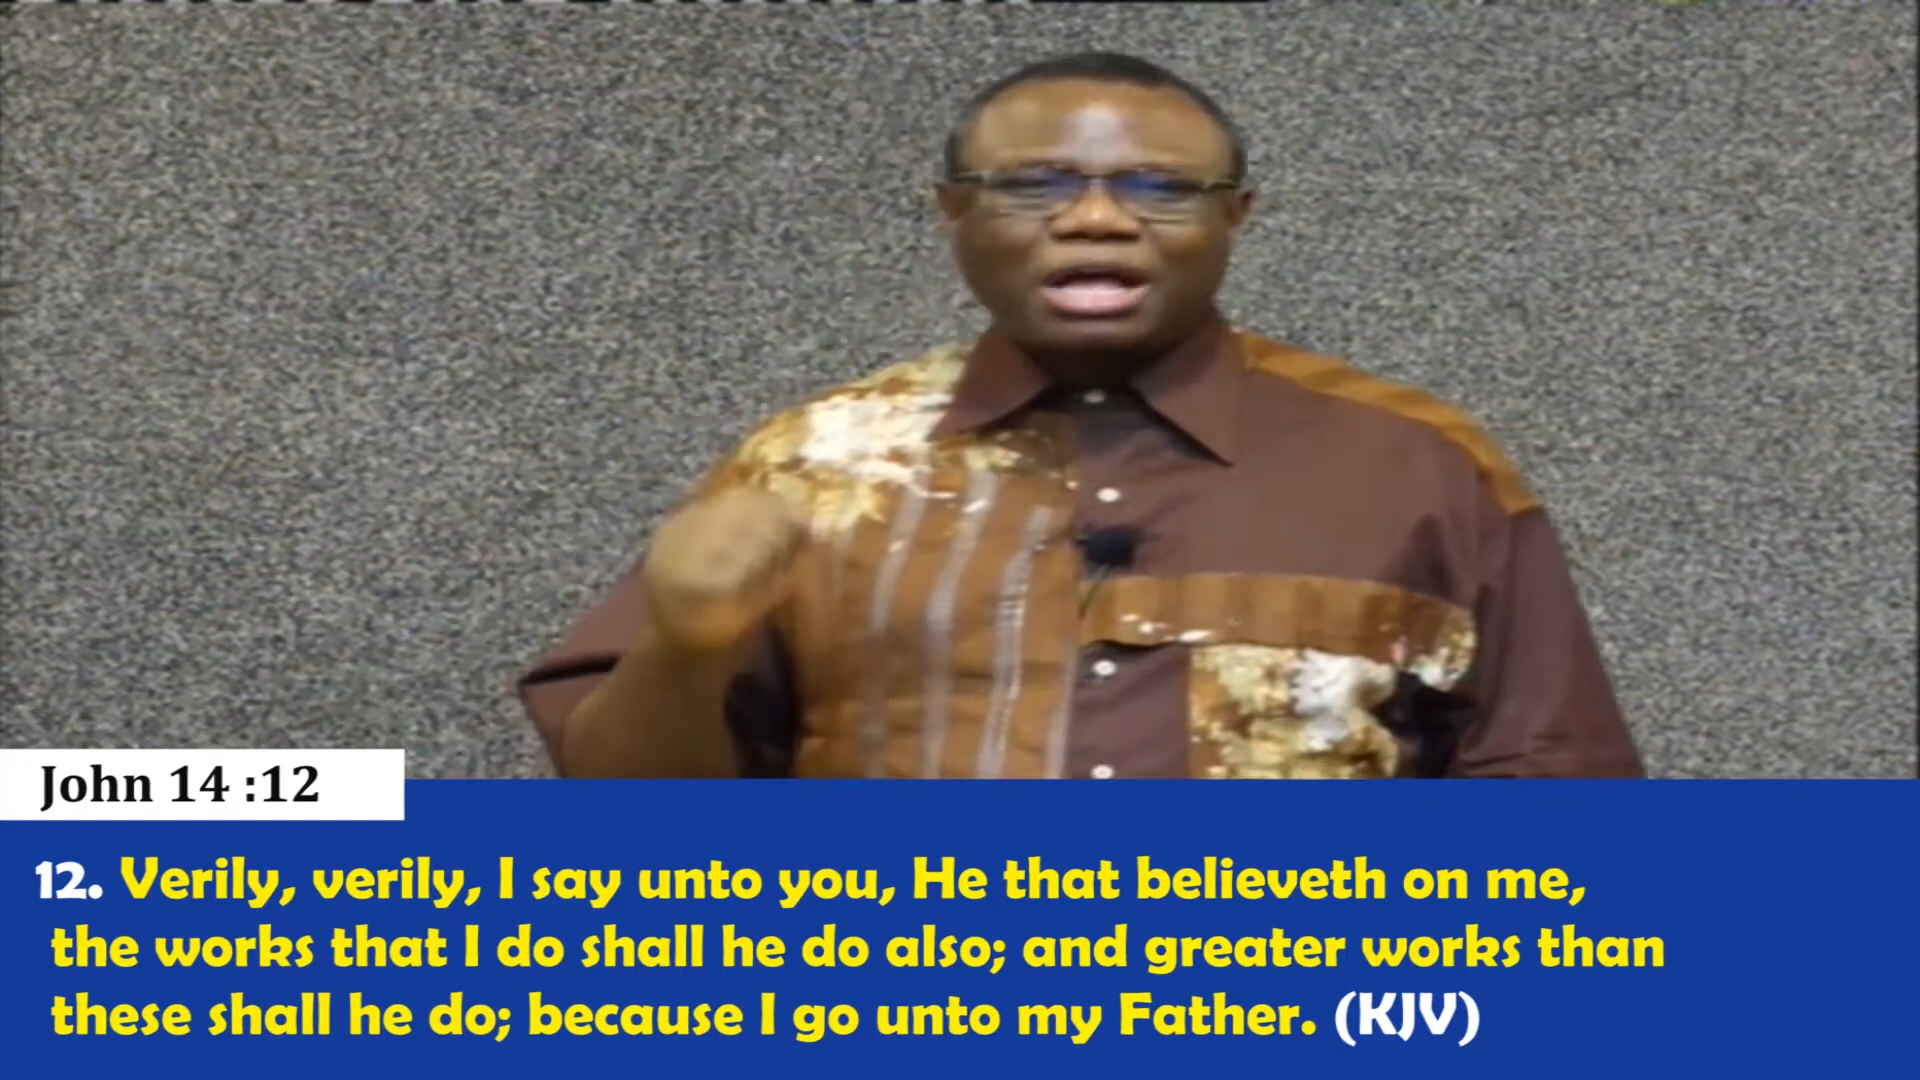 John 14 :12
12. Verily, verily, I say unto you, He that believeth on me,
the works that I do shall he do also; and greater works than
these shall he do; because I go unto my Father. (KJV)